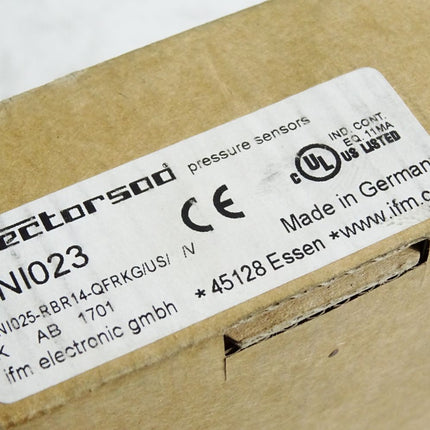 ectorsod pressure sensors
CE
C UL US LISTED
IND. CONT.
EQ. 11MA
NI023
NI025-RBR14-QFRKG/US/ /V
K AB 1701
Made in German
ifm electronic gmbh * 45128 Essen *www.ifm.c